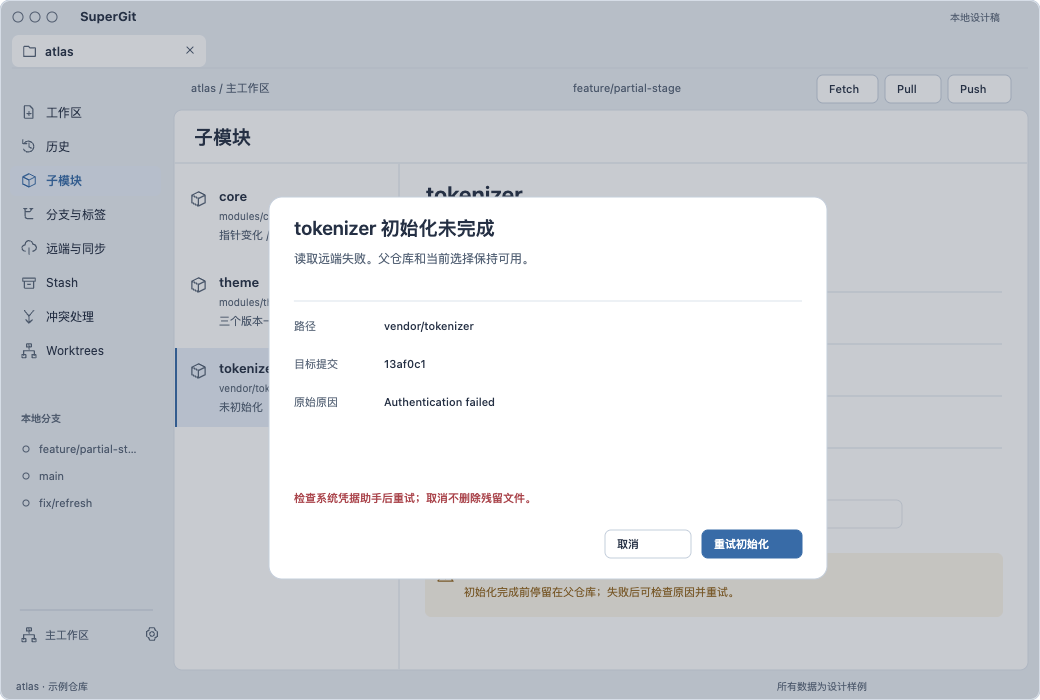 SuperGit
本地设计稿
atlas
atlas / 主工作区
feature/partial-stage
Fetch
Pull
Push
工作区
历史
子模块
分支与标签
远端与同步
Stash
冲突处理
Worktrees
本地分支
feature/partial-st...
main
fix/refresh
主工作区
子模块
core
modules/c
指针变化 /
theme
modules/t
三个版本一
tokenize
vendor/tok
未初始化
tokenizer
tokenizer 初始化未完成
读取远端失败。父仓库和当前选择保持可用。
路径 vendor/tokenizer
目标提交 13af0c1
原始原因 Authentication failed
检查系统凭据助手后重试；取消不删除残留文件。
取消
重试初始化
初始化完成前停留在父仓库；失败后可检查原因并重试。
atlas · 示例仓库
所有数据为设计样例